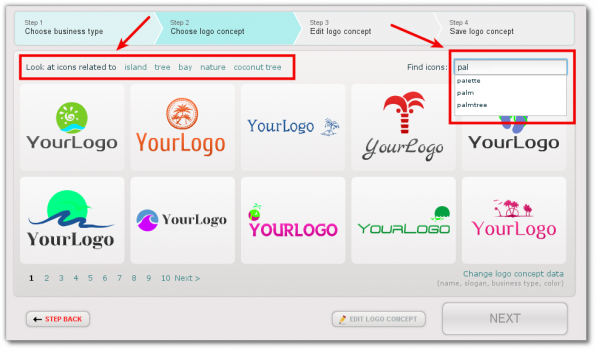 Step 1
Choose business type
Step 2
Choose logo concept
Step 3
Edit logo concept
Step 4
Save logo concept
Look at icons related to island tree bay nature coconut tree
Find icons: pal
palette
palm
palmtree
YourLogo
YourLogo
YourLogo
YourLogo
YourLogo
YourLogo
YourLogo
YOURLOGO
YOURLOGO
YourLogo
1 2 3 4 5 6 7 8 9 10 Next >
Change logo concept data
(name, slogan, business type, color)
STEP BACK
EDIT LOGO CONCEPT
NEXT